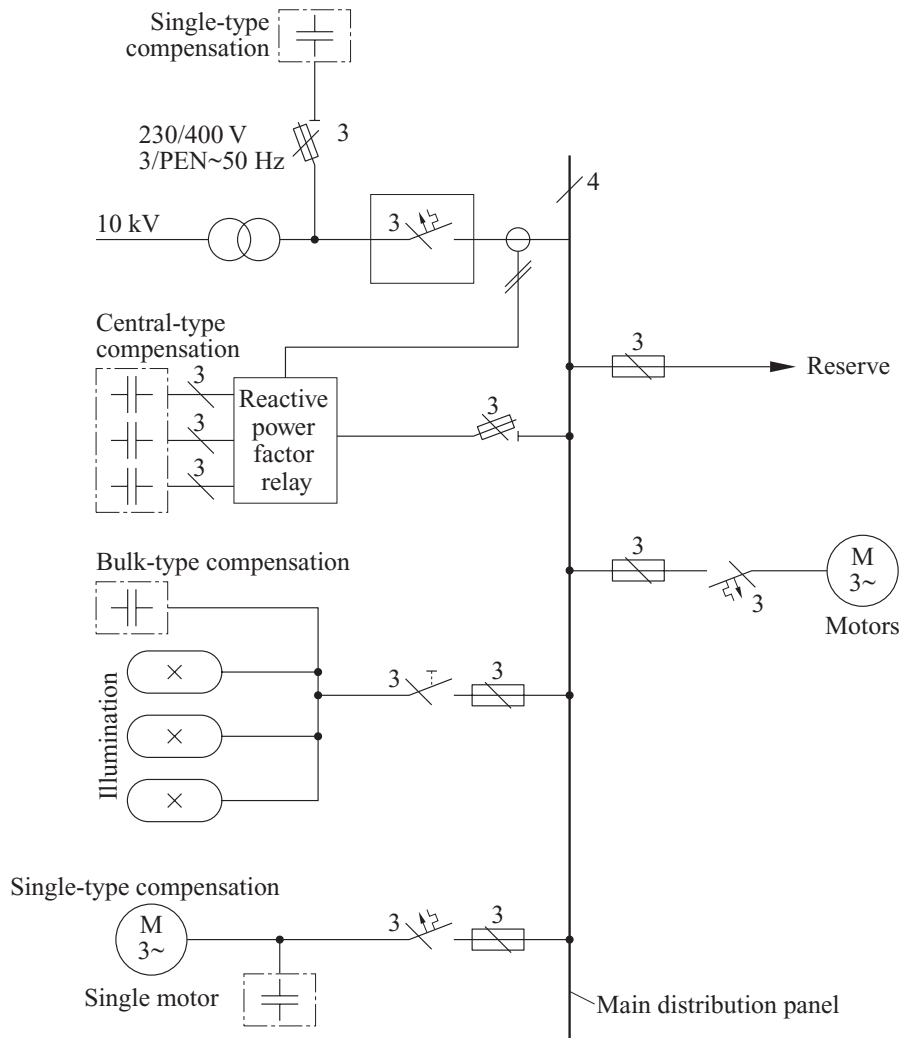 Single-type
compensation
230/400 V
3/PEN~50 Hz
3
4
10 kV
3
Central-type
compensation
3
3
3
Reactive
power
factor
relay
3
3
Reserve
Bulk-type compensation
3
3
M
3~
Motors
Illumination
3
3
Single-type compensation
M
3~
Single motor
3
3
Main distribution panel